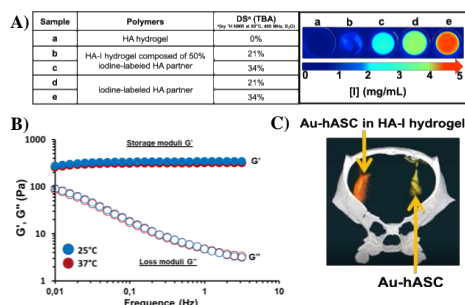 A)
Sample Polymers DSᵃ (TBA)
ᵃ(by ¹H NMR at 80°C, 400 MHz, D₂O)
a HA hydrogel 0%
b HA-I hydrogel composed of 50% 21%
c iodine-labeled HA partner 34%
d iodine-labeled HA partner 21%
e 34%
a b c d e
0 1 2 3 4 5
[I] (mg/mL)
B)
1000
100
10
1
G', G'' (Pa)
Storage moduli G'
G'
25°C
37°C
Loss moduli G''
G''
0,01 0,1 1
Frequence (Hz)
C)
Au-hASC in HA-I hydrogel
Au-hASC